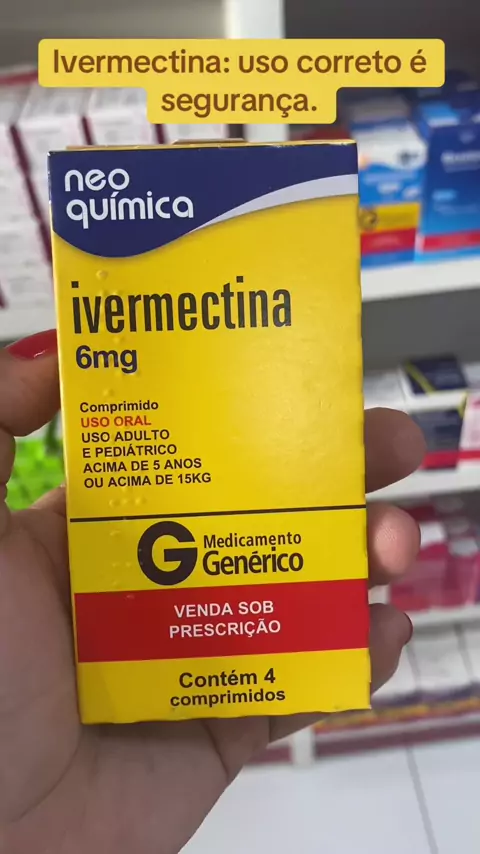 Ivermectina: uso correto é
segurança.
neo
química
ivermectina
6mg
Comprimido
USO ORAL
USO ADULTO
E PEDIÁTRICO
ACIMA DE 5 ANOS
OU ACIMA DE 15KG
G Medicamento
Genérico
VENDA SOB
PRESCRIÇÃO
Contém 4
comprimidos